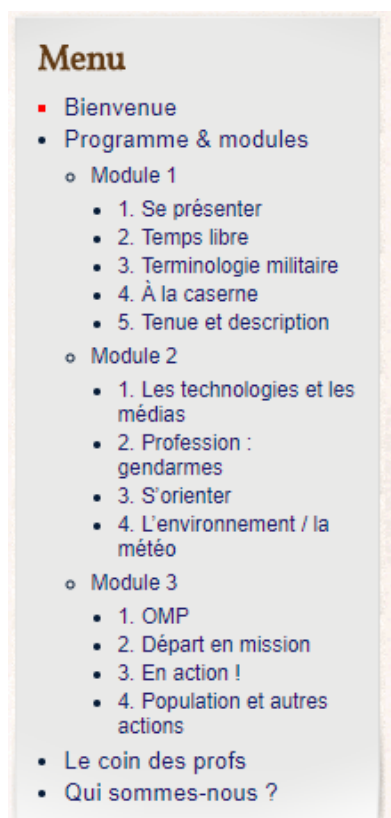 Menu
Bienvenue
Programme & modules
Module 1
1. Se présenter
2. Temps libre
3. Terminologie militaire
4. À la caserne
5. Tenue et description
Module 2
1. Les technologies et les
médias
2. Profession :
gendarmes
3. S'orienter
4. L'environnement / la
météo
Module 3
1. OMP
2. Départ en mission
3. En action !
4. Population et autres
actions
Le coin des profs
Qui sommes-nous ?